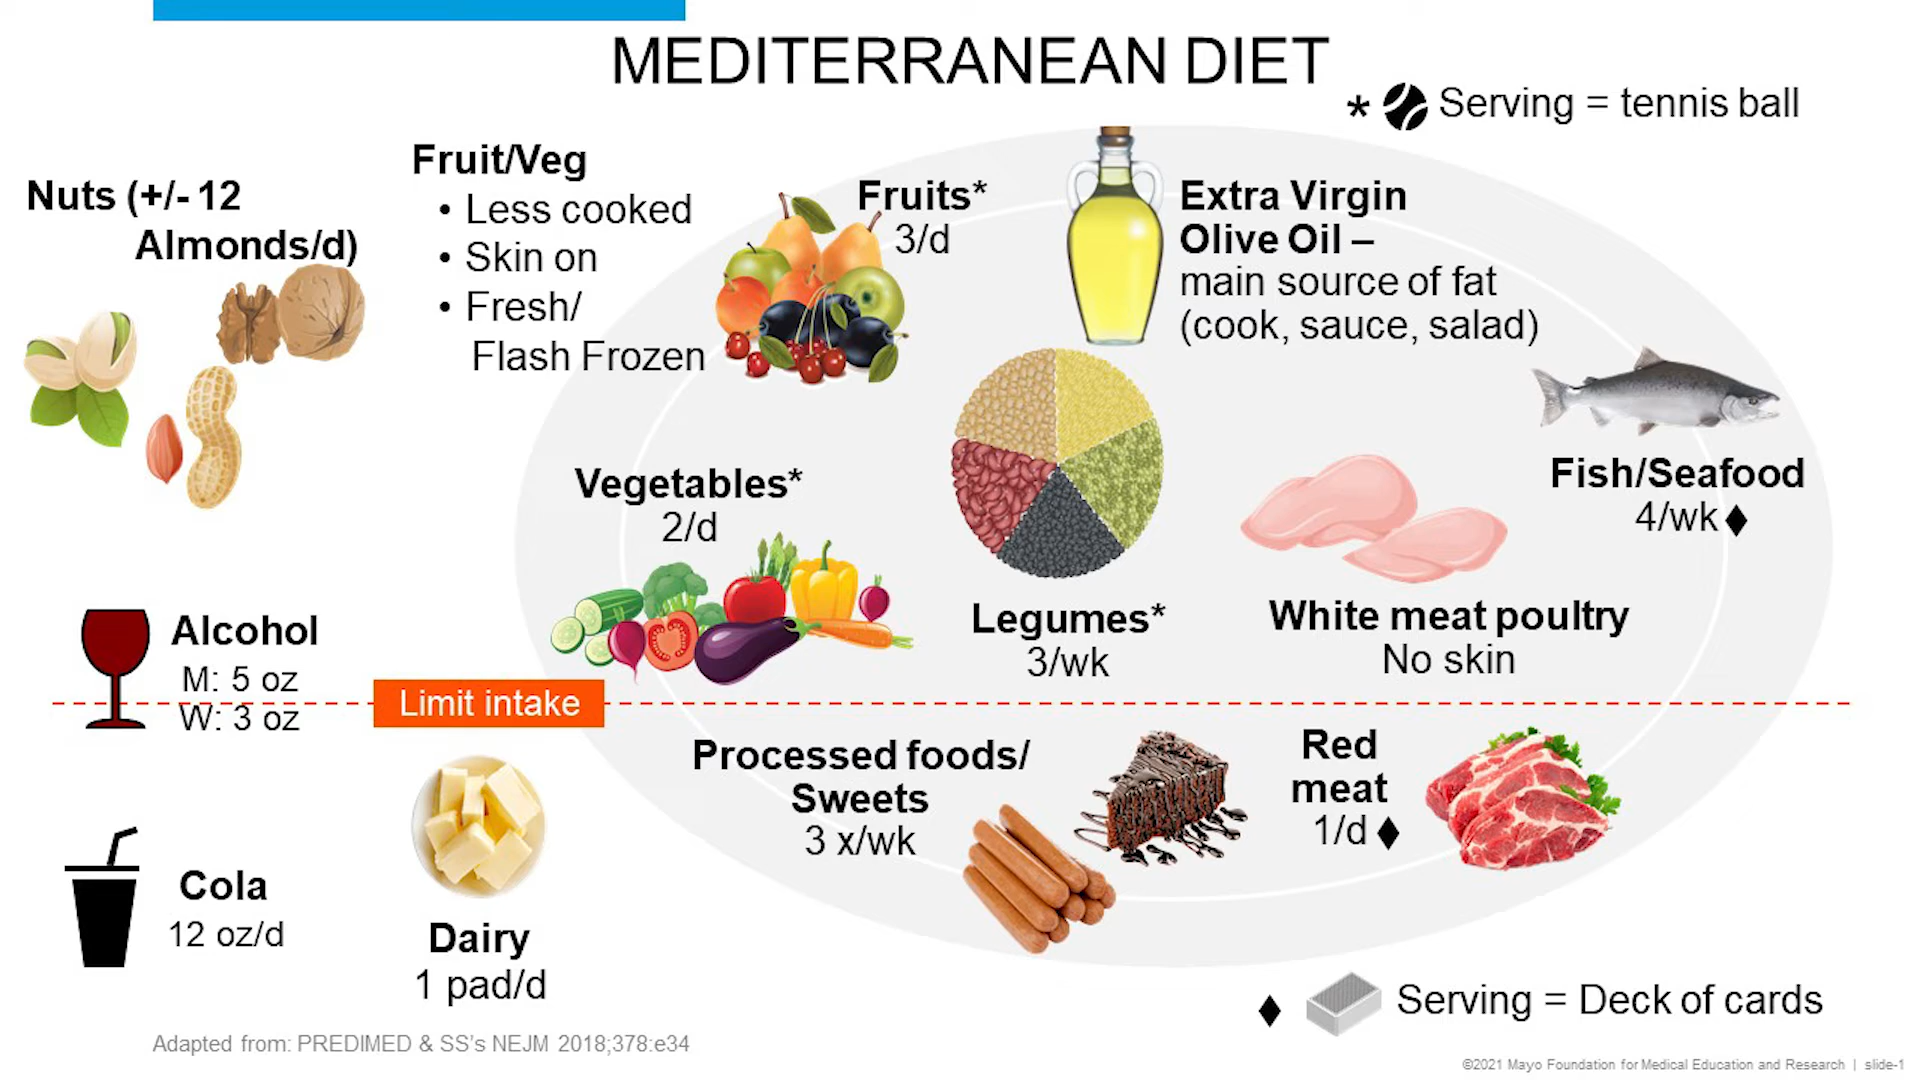 MEDITERRANEAN DIET
* Serving = tennis ball
Nuts (+/- 12
Almonds/d)
Fruit/Veg
• Less cooked
• Skin on
• Fresh/
Flash Frozen
Fruits*
3/d
Extra Virgin
Olive Oil –
main source of fat
(cook, sauce, salad)
Vegetables*
2/d
Legumes*
3/wk
White meat poultry
No skin
Fish/Seafood
4/wk♦
Alcohol
M: 5 oz
W: 3 oz
Limit intake
Cola
12 oz/d
Dairy
1 pad/d
Processed foods/
Sweets
3 x/wk
Red
meat
1/d ♦
♦ Serving = Deck of cards
Adapted from: PREDIMED & SS's NEJM 2018;378:e34
©2021 Mayo Foundation for Medical Education and Research | slide-1